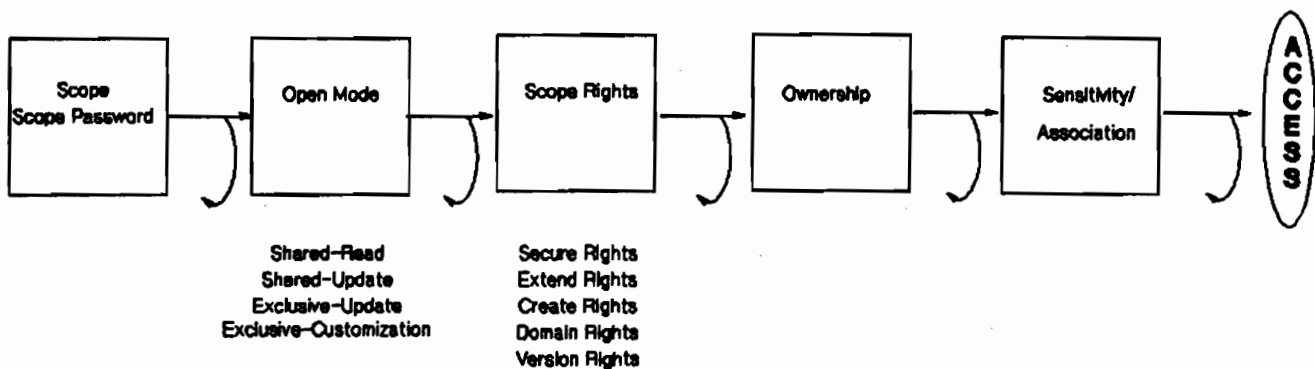 Scope
Scope Password
Open Mode
Scope Rights
Ownership
Sensitivity/
Association
ACCESS
Shared-Read
Shared-Update
Exclusive-Update
Exclusive-Customization
Secure Rights
Extend Rights
Create Rights
Domain Rights
Version Rights